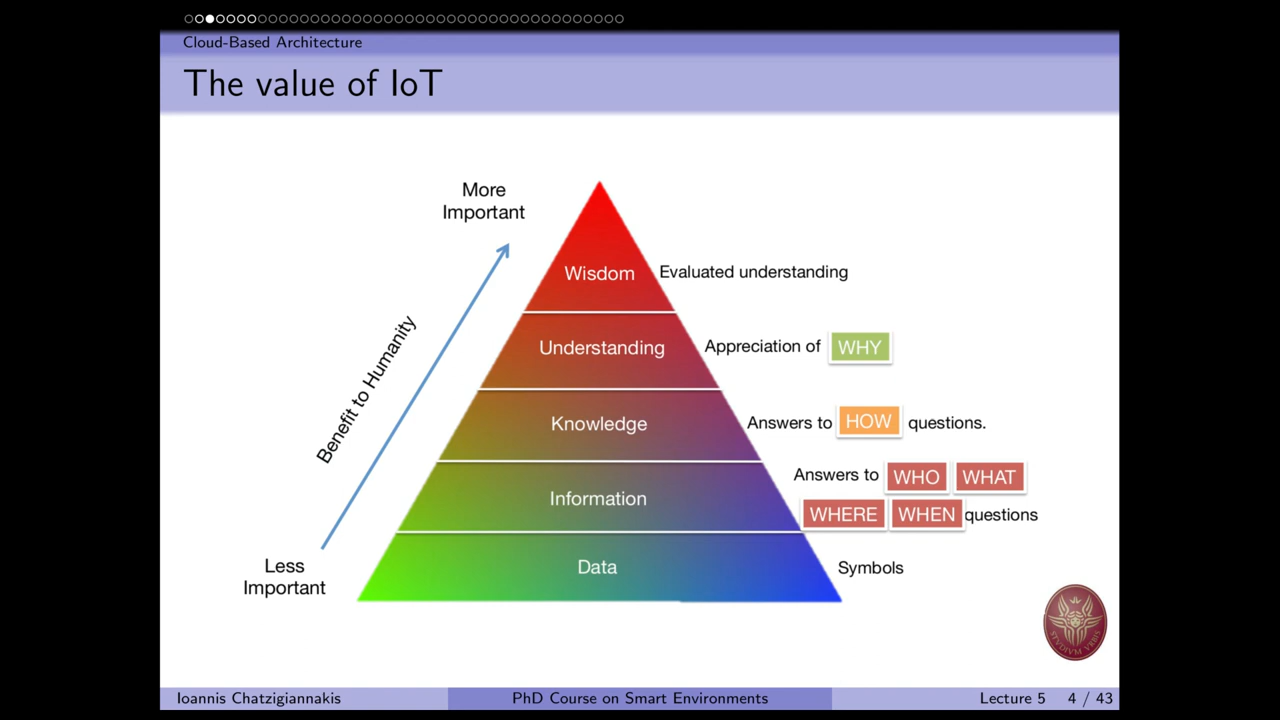 Cloud-Based Architecture
The value of IoT
More
Important
Benefit to Humanity
Less
Important
Wisdom
Evaluated understanding
Understanding
Appreciation of WHY
Knowledge
Answers to HOW questions.
Information
Answers to WHO WHAT
WHERE WHEN questions
Data
Symbols
STVDIVM VRBIS
Ioannis Chatzigiannakis
PhD Course on Smart Environments
Lecture 5 4 / 43